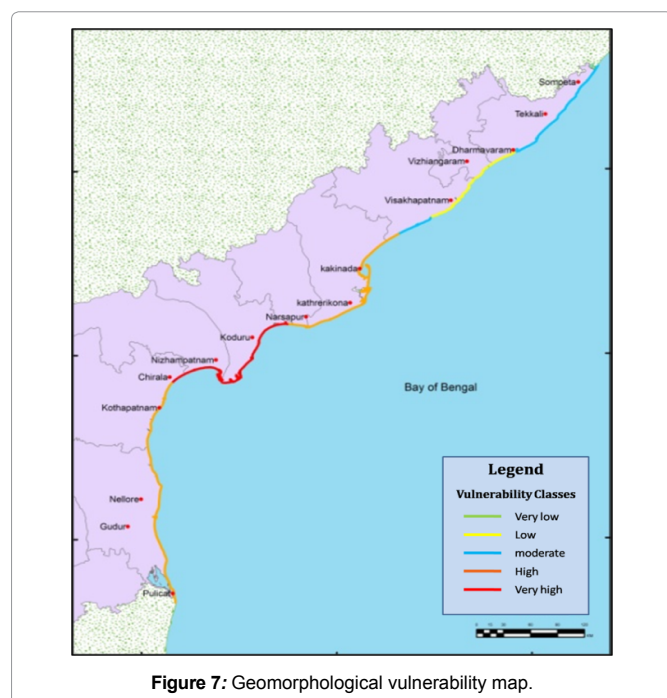 Sompeta
Tekkali
Dharmavaram
Vizhiangaram
Visakhapatnam
kakinada
kathrerikona
Narsapur
Koduru
Nizhampatnam
Chirala
Bay of Bengal
Kothapatnam
Nellore
Gudur
Pulicat
Legend
Vulnerability Classes
Very low
Low
moderate
High
Very high
Figure 7: Geomorphological vulnerability map.